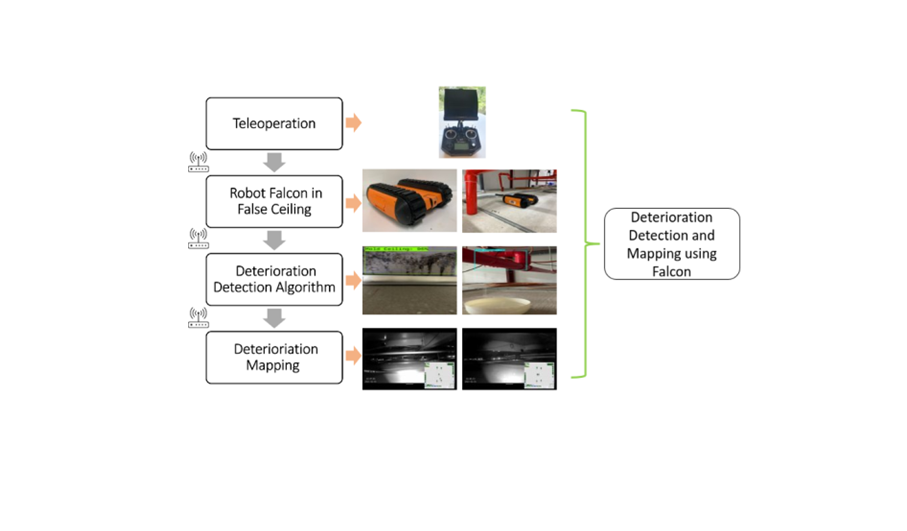 Teleoperation
Robot Falcon in
False Ceiling
Deterioration
Detection Algorithm
Deterioriation
Mapping
Deterioration
Detection and
Mapping using
Falcon